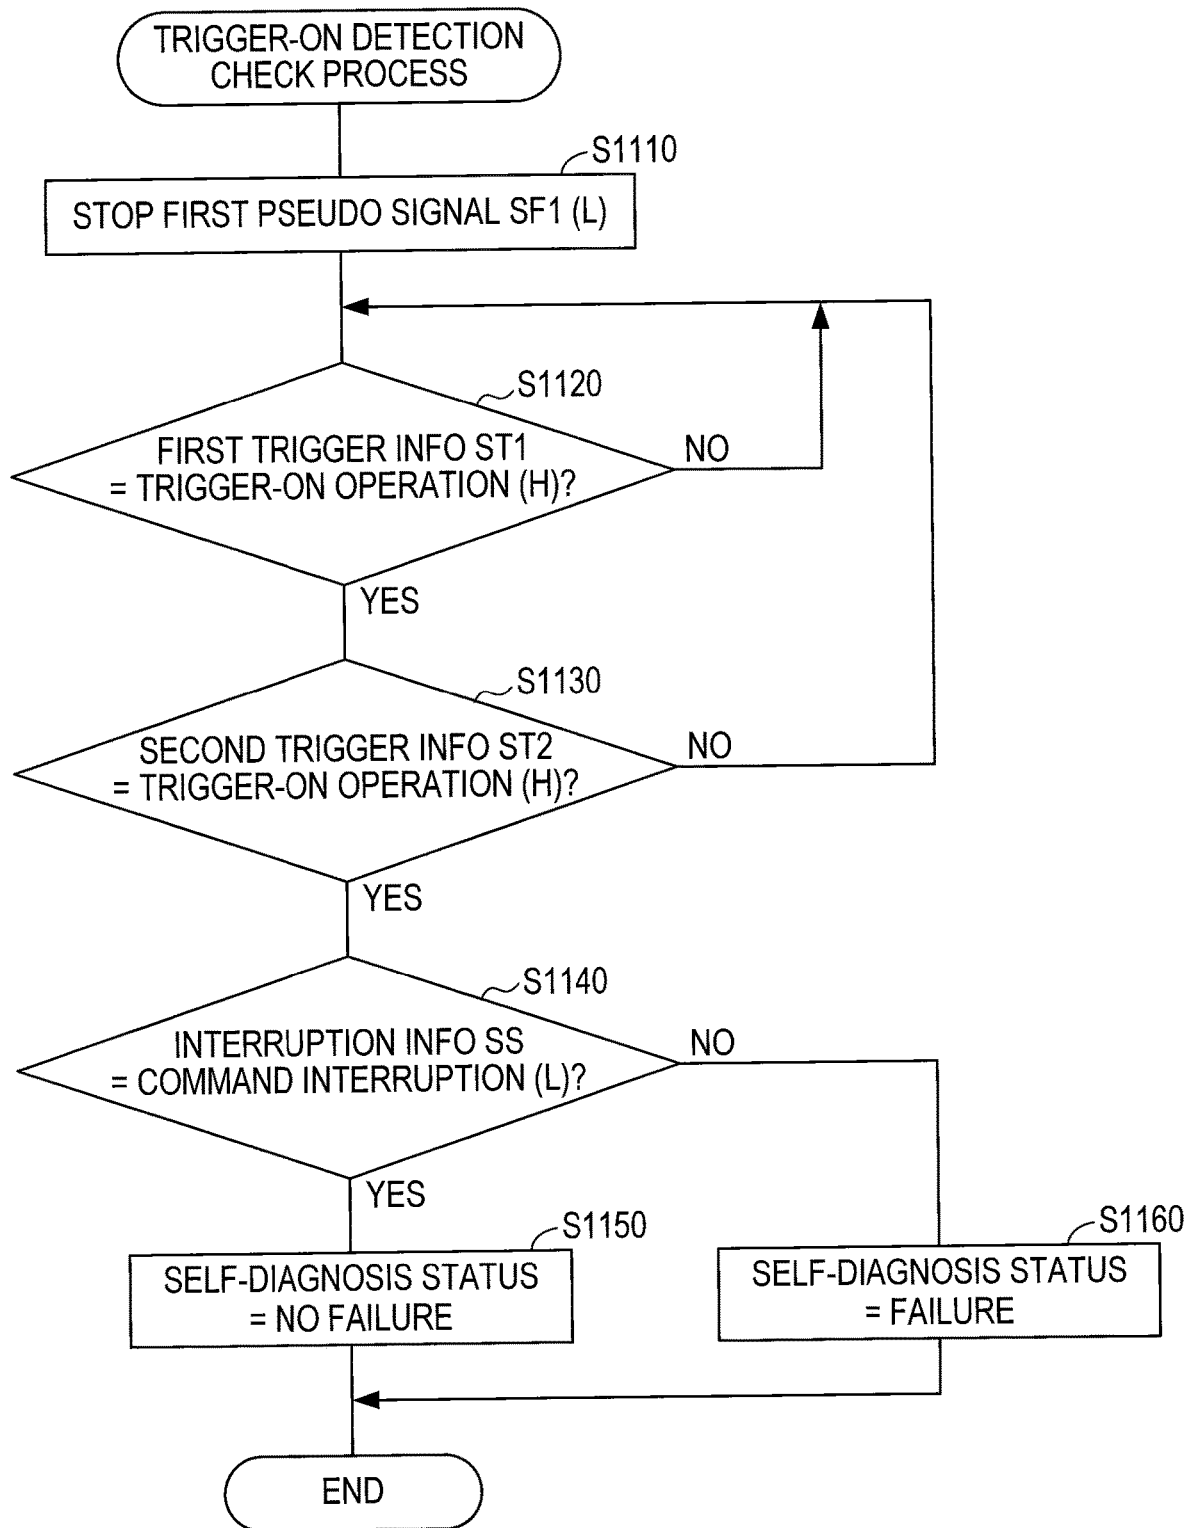 TRIGGER-ON DETECTION
CHECK PROCESS
S1110
STOP FIRST PSEUDO SIGNAL SF1 (L)
S1120
FIRST TRIGGER INFO ST1
= TRIGGER-ON OPERATION (H)?
NO
YES
S1130
SECOND TRIGGER INFO ST2
= TRIGGER-ON OPERATION (H)?
NO
YES
S1140
INTERRUPTION INFO SS
= COMMAND INTERRUPTION (L)?
NO
YES
S1150
SELF-DIAGNOSIS STATUS
= NO FAILURE
S1160
SELF-DIAGNOSIS STATUS
= FAILURE
END